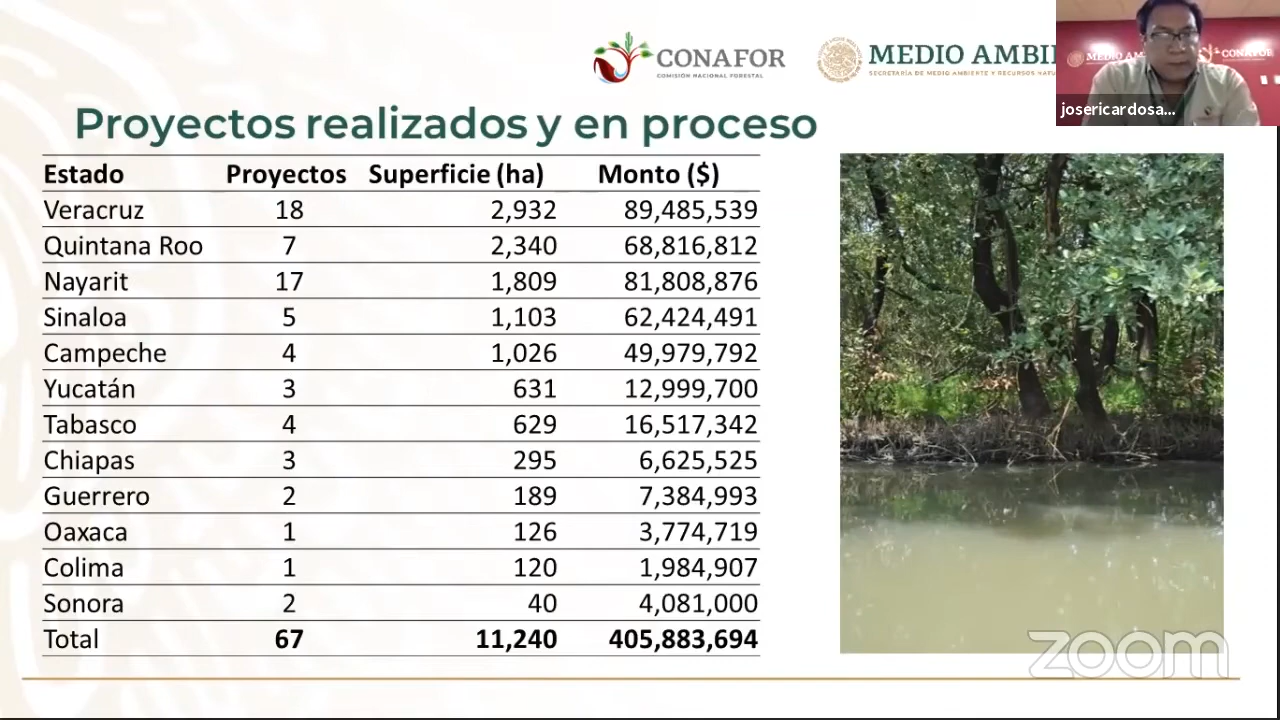 CONAFOR
COMISIÓN NACIONAL FORESTAL
MEDIO AMBI
SECRETARÍA DE MEDIO AMBIENTE Y RECURSOS NATU
MEDIO AM
CONAFOR
josericardosa...
Proyectos realizados y en proceso
Estado Proyectos Superficie (ha) Monto ($)
Veracruz 18 2,932 89,485,539
Quintana Roo 7 2,340 68,816,812
Nayarit 17 1,809 81,808,876
Sinaloa 5 1,103 62,424,491
Campeche 4 1,026 49,979,792
Yucatán 3 631 12,999,700
Tabasco 4 629 16,517,342
Chiapas 3 295 6,625,525
Guerrero 2 189 7,384,993
Oaxaca 1 126 3,774,719
Colima 1 120 1,984,907
Sonora 2 40 4,081,000
Total 67 11,240 405,883,694
zoom